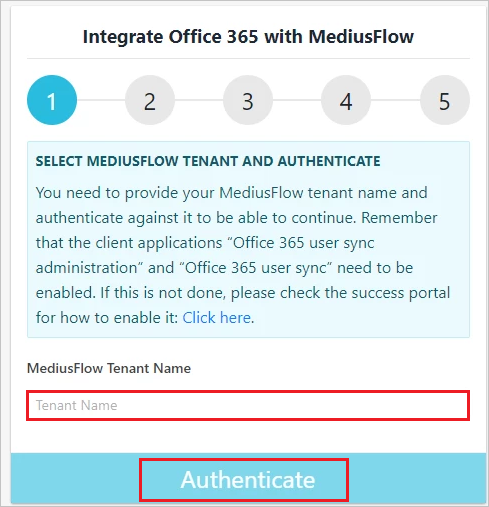 Integrate Office 365 with MediusFlow
1 2 3 4 5
SELECT MEDIUSFLOW TENANT AND AUTHENTICATE
You need to provide your MediusFlow tenant name and
authenticate against it to be able to continue. Remember
that the client applications “Office 365 user sync
administration” and “Office 365 user sync” need to be
enabled. If this is not done, please check the success portal
for how to enable it: Click here.
MediusFlow Tenant Name
Tenant Name
Authenticate